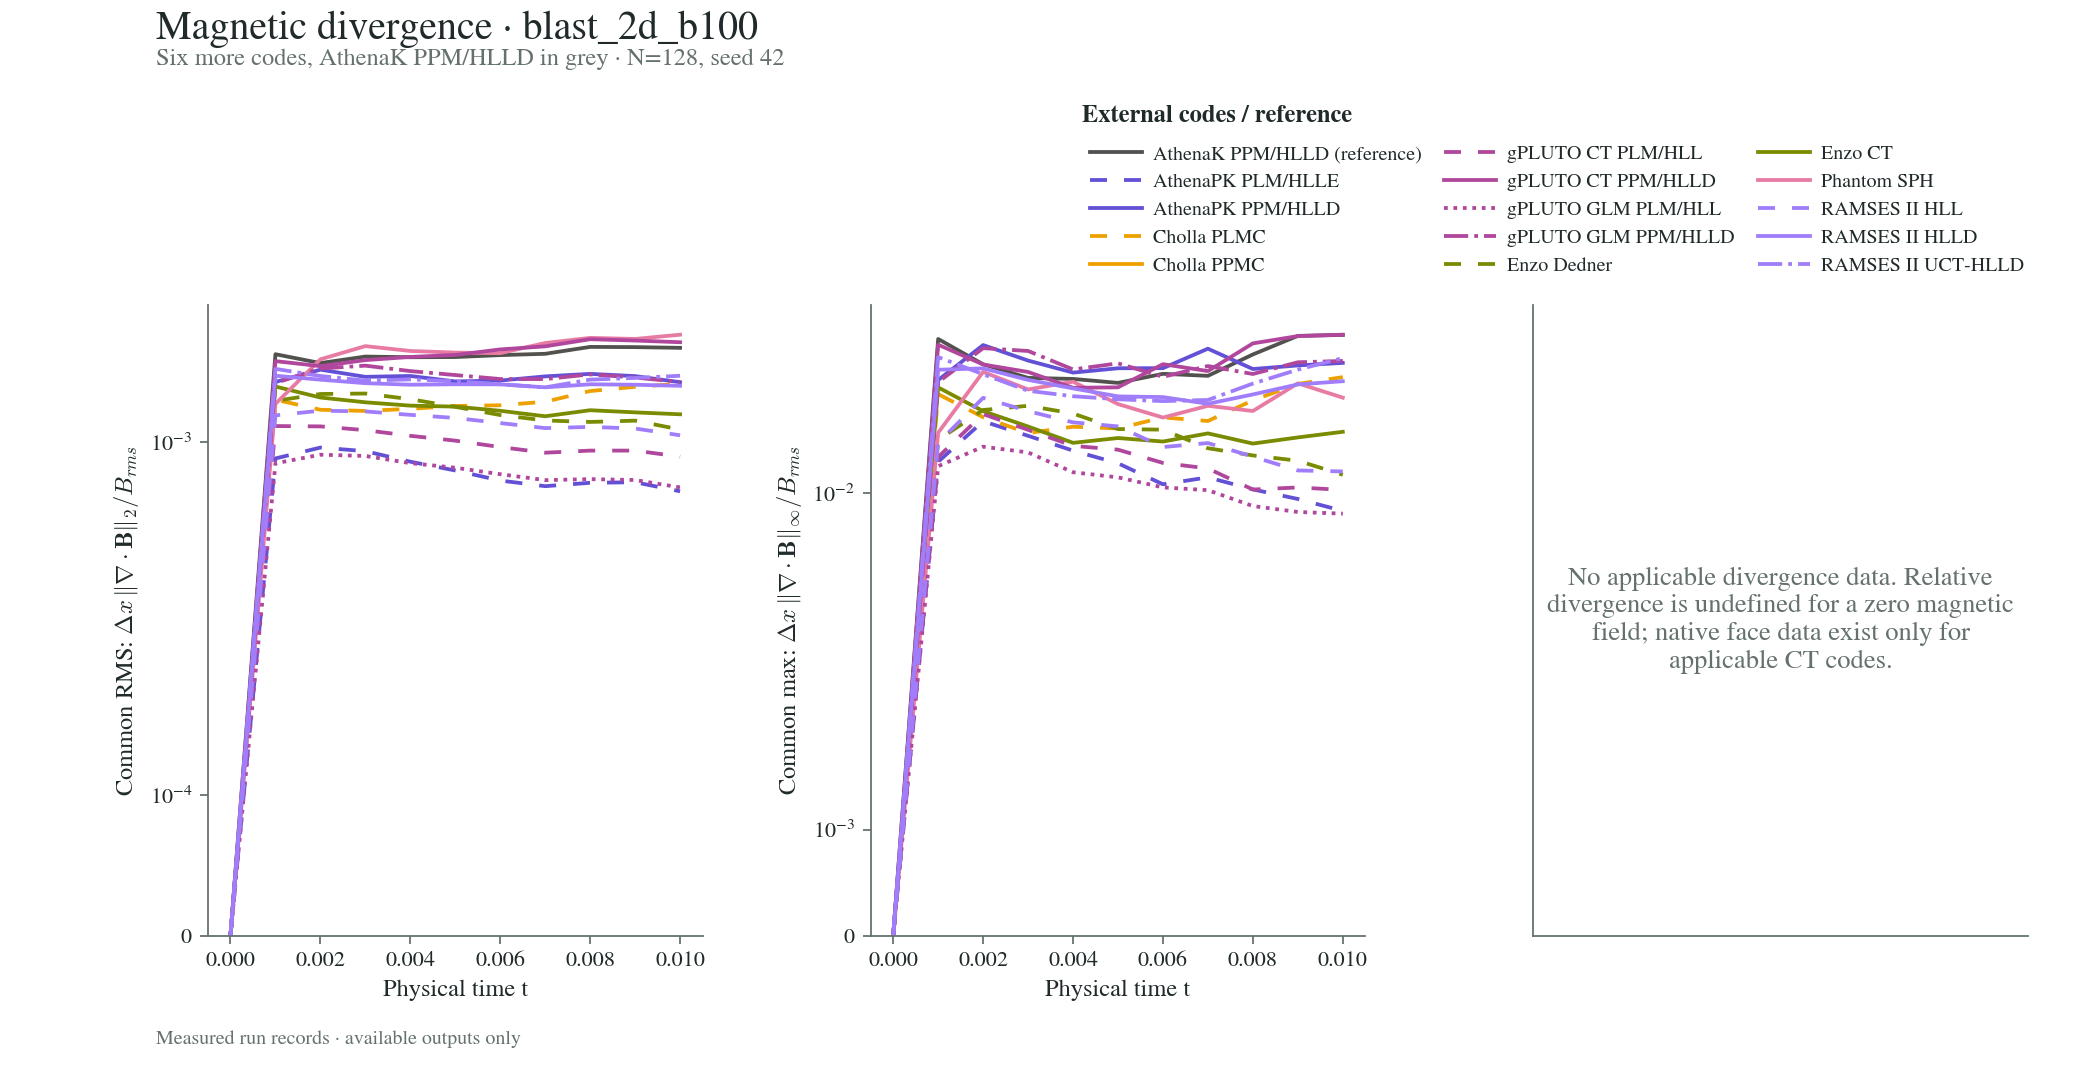 Magnetic divergence · blast_2d_b100
Six more codes, AthenaK PPM/HLLD in grey · N=128, seed 42
External codes / reference
AthenaK PPM/HLLD (reference)
AthenaPK PLM/HLLE
AthenaPK PPM/HLLD
Cholla PLMC
Cholla PPMC
gPLUTO CT PLM/HLL
gPLUTO CT PPM/HLLD
gPLUTO GLM PLM/HLL
gPLUTO GLM PPM/HLLD
Enzo Dedner
Enzo CT
Phantom SPH
RAMSES II HLL
RAMSES II HLLD
RAMSES II UCT-HLLD
Common RMS: Δx ‖∇ · B‖₂/B_rms
10⁻³
10⁻⁴
0
0.000 0.002 0.004 0.006 0.008 0.010
Physical time t
Common max: Δx ‖∇ · B‖∞/B_rms
10⁻²
10⁻³
0
0.000 0.002 0.004 0.006 0.008 0.010
Physical time t
No applicable divergence data. Relative
divergence is undefined for a zero magnetic
field; native face data exist only for
applicable CT codes.
Measured run records · available outputs only